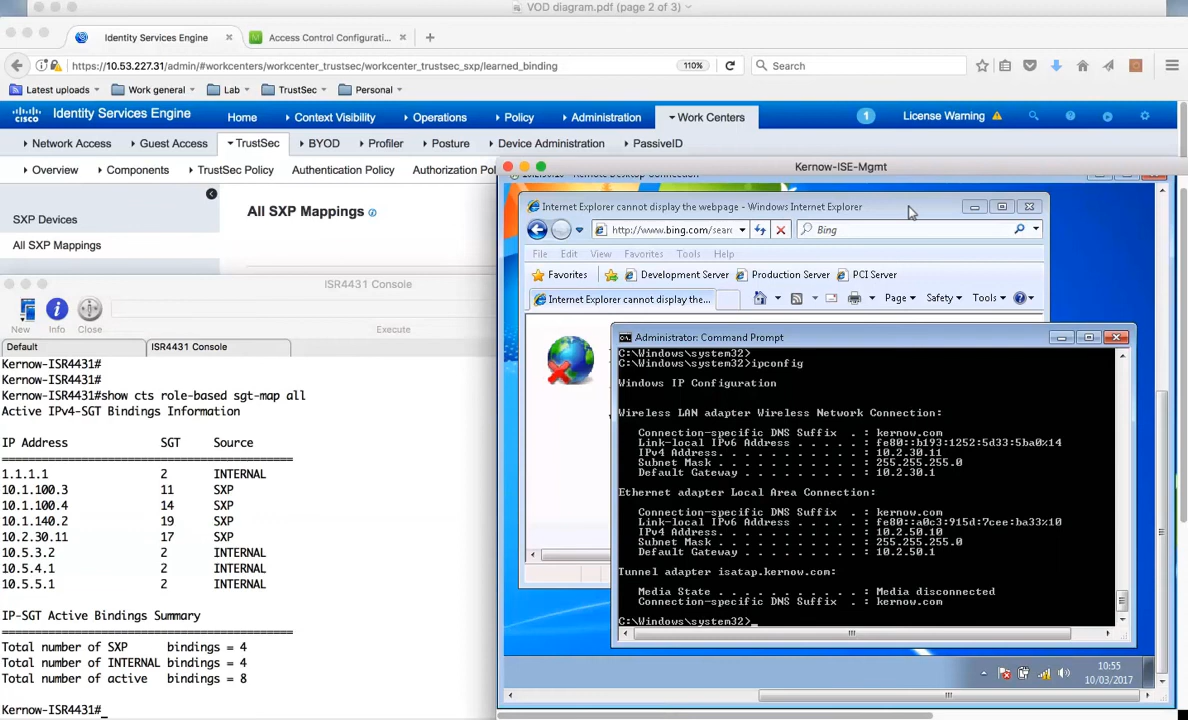 VOD diagram.pdf (page 2 of 3)
Identity Services Engine
Access Control Configurati...
https://10.53.227.31/admin/#workcenters/workcenter_trustsec/workcenter_trustsec_sxp/learned_binding
110%
Search
Latest uploads
Work general
Lab
TrustSec
Personal
cisco
Identity Services Engine
Home
Context Visibility
Operations
Policy
Administration
Work Centers
1
License Warning
Network Access
Guest Access
TrustSec
BYOD
Profiler
Posture
Device Administration
PassiveID
Overview
Components
TrustSec Policy
Authentication Policy
Authorization Po
SXP Devices
All SXP Mappings
All SXP Mappings
ISR4431 Console
New
Info
Close
Execute
Default
ISR4431 Console
Kernow-ISR4431#
Kernow-ISR4431#
Kernow-ISR4431#show cts role-based sgt-map all
Active IPv4-SGT Bindings Information
IP Address SGT Source
============================================
1.1.1.1 2 INTERNAL
10.1.100.3 11 SXP
10.1.100.4 14 SXP
10.1.140.2 19 SXP
10.2.30.11 17 SXP
10.5.3.2 2 INTERNAL
10.5.4.1 2 INTERNAL
10.5.5.1 2 INTERNAL
IP-SGT Active Bindings Summary
============================================
Total number of SXP bindings = 4
Total number of INTERNAL bindings = 4
Total number of active bindings = 8
Kernow-ISR4431#
Kernow-ISE-Mgmt
Internet Explorer cannot display the webpage - Windows Internet Explorer
http://www.bing.com/searc
Bing
File Edit View Favorites Tools Help
Favorites
Development Server
Production Server
PCI Server
Internet Explorer cannot display the...
Page
Safety
Tools
Administrator: Command Prompt
C:\Windows\system32>
C:\Windows\system32>ipconfig
Windows IP Configuration
Wireless LAN adapter Wireless Network Connection:
Connection-specific DNS Suffix . : kernow.com
Link-local IPv6 Address . . . . . : fe80::b193:1252:5d33:5ba0%14
IPv4 Address. . . . . . . . . . . : 10.2.30.11
Subnet Mask . . . . . . . . . . . : 255.255.255.0
Default Gateway . . . . . . . . . : 10.2.30.1
Ethernet adapter Local Area Connection:
Connection-specific DNS Suffix . : kernow.com
Link-local IPv6 Address . . . . . : fe80::a0c3:915d:7cee:ba33%10
IPv4 Address. . . . . . . . . . . : 10.2.50.10
Subnet Mask . . . . . . . . . . . : 255.255.255.0
Default Gateway . . . . . . . . . : 10.2.50.1
Tunnel adapter isatap.kernow.com:
Media State . . . . . . . . . . . : Media disconnected
Connection-specific DNS Suffix . : kernow.com
C:\Windows\system32>_
10:55
10/03/2017